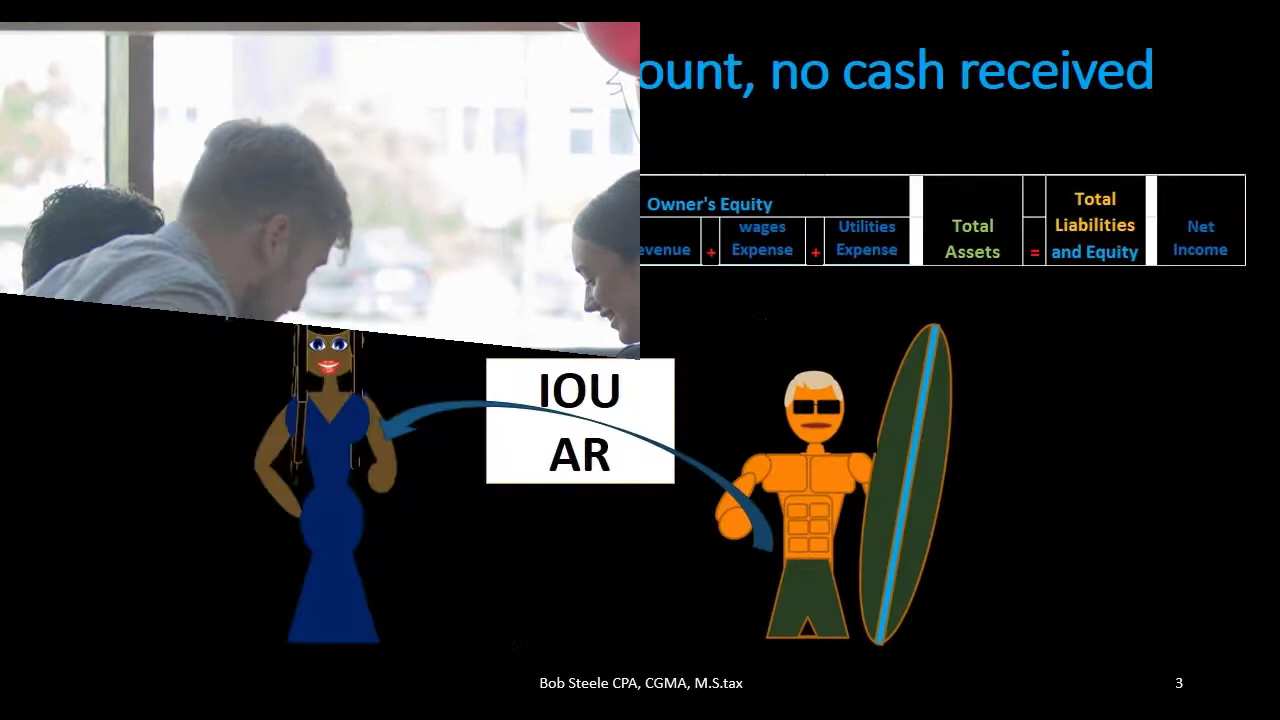 ount, no cash received
Owner's Equity
evenue + wages Expense + Utilities Expense
Total Assets = Total Liabilities and Equity
Net Income
IOU
AR
Bob Steele CPA, CGMA, M.S.tax
3